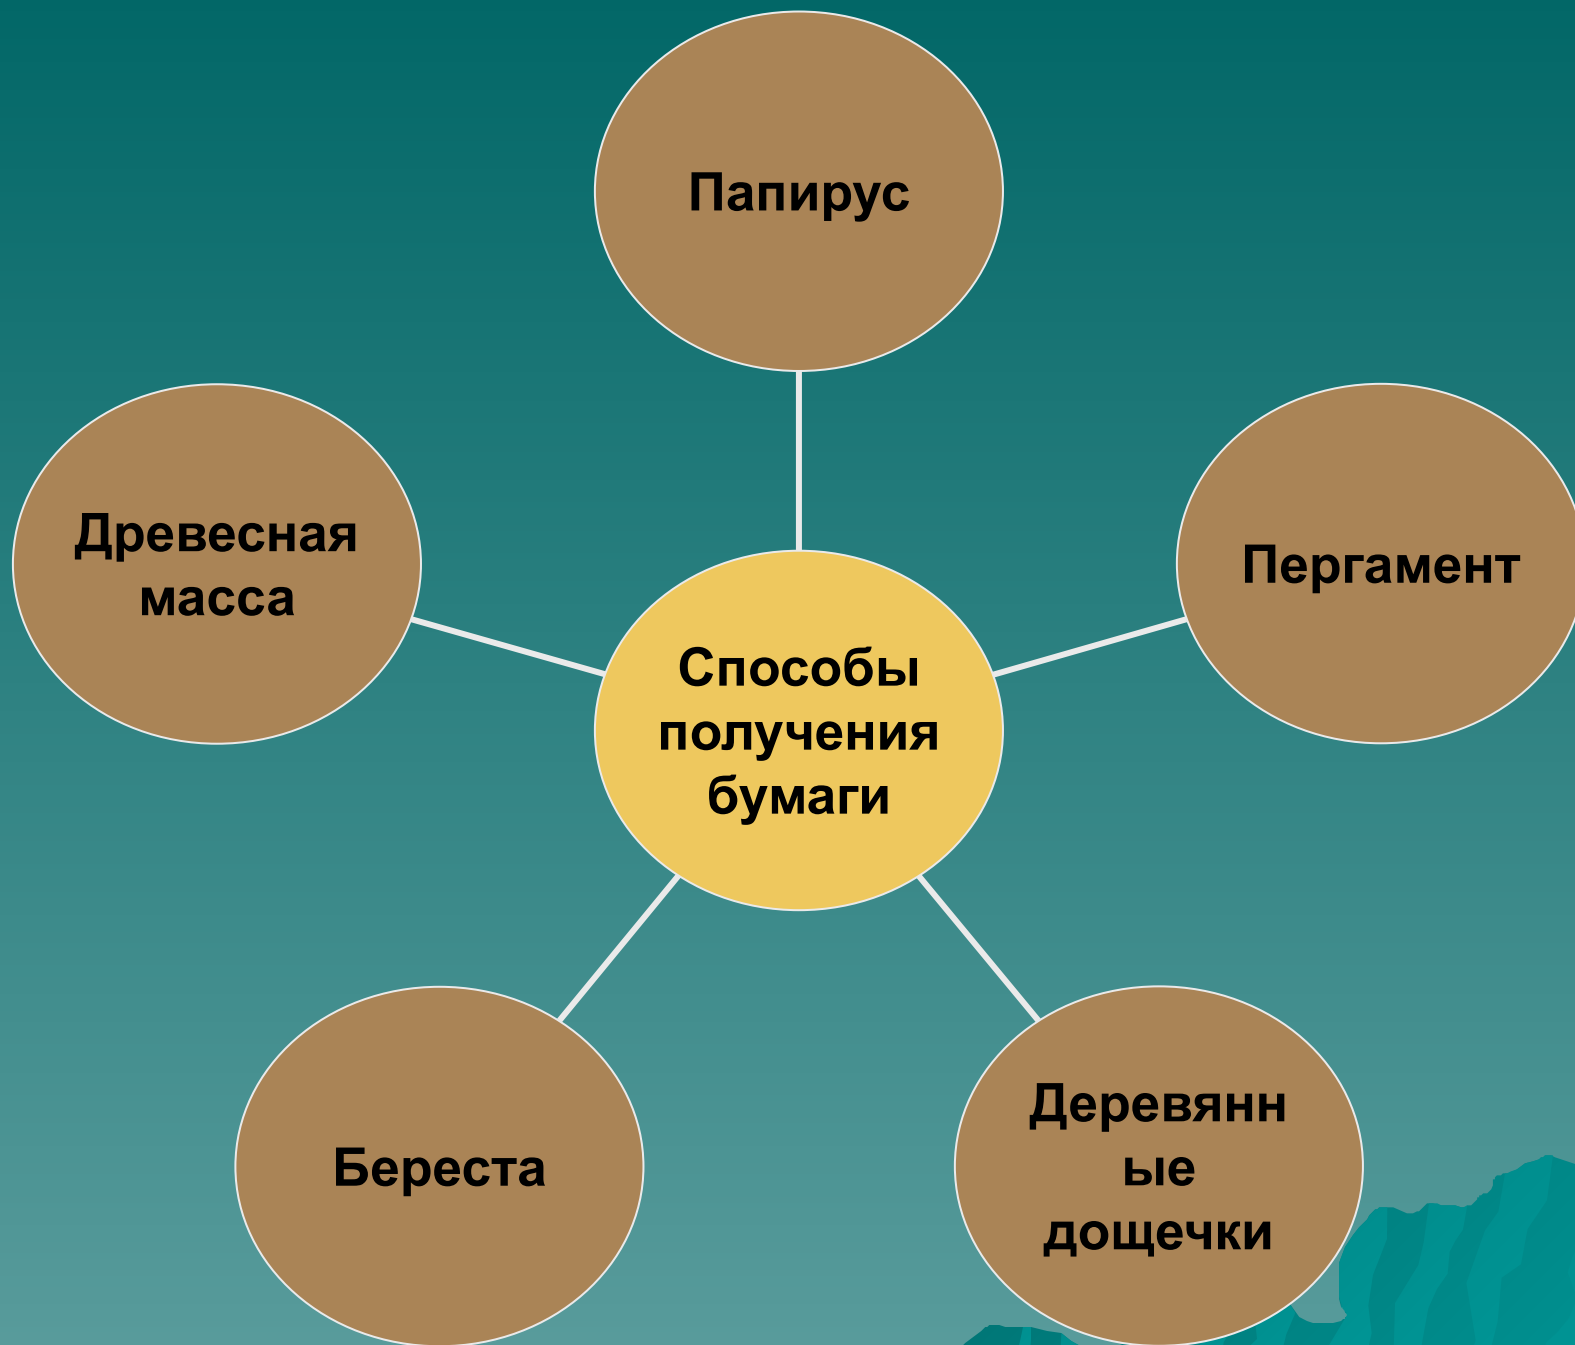 Папирус
Древесная
масса
Пергамент
Способы
получения
бумаги
Береста
Деревянн
ые
дощечки